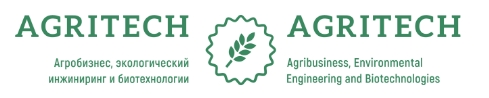 AGRITECH
Агробизнес, экологический
инжиниринг и биотехнологии
AGRITECH
Agribusiness, Environmental
Engineering and Biotechnologies